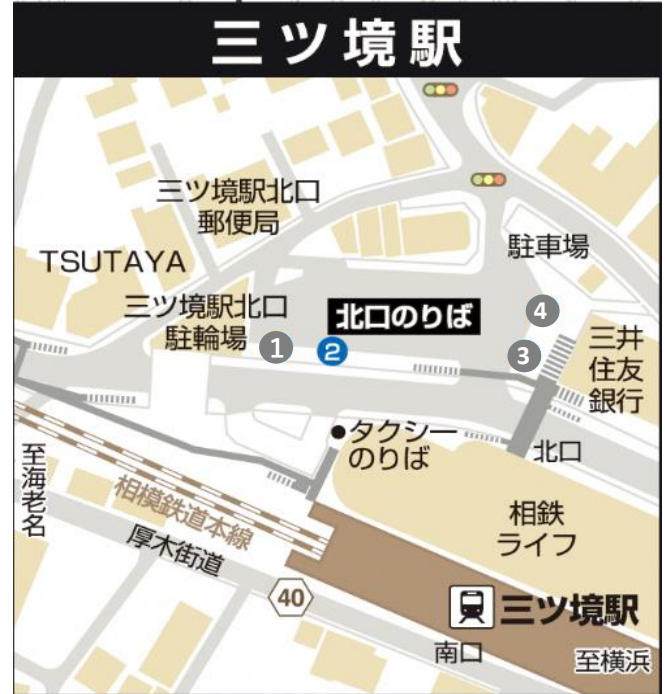 三ツ境駅
三ツ境駅北口
郵便局
TSUTAYA
駐車場
三ツ境駅北口
駐輪場
北口のりば
1
2
3
4
三井
住友
銀行
タクシー
のりば
北口
至海老名
相模鉄道本線
厚木街道
相鉄
ライフ
40
三ツ境駅
南口
至横浜